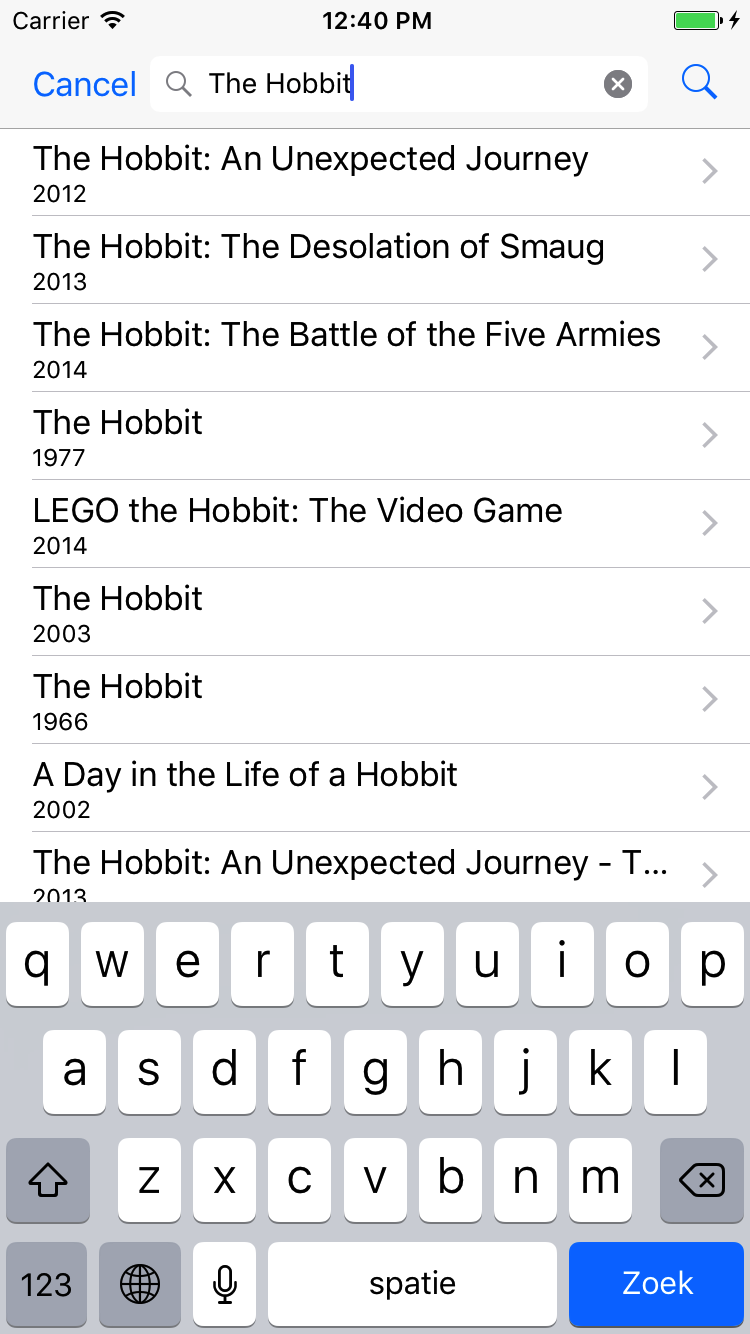 Carrier 12:40 PM
Cancel The Hobbit
The Hobbit: An Unexpected Journey
2012
The Hobbit: The Desolation of Smaug
2013
The Hobbit: The Battle of the Five Armies
2014
The Hobbit
1977
LEGO the Hobbit: The Video Game
2014
The Hobbit
2003
The Hobbit
1966
A Day in the Life of a Hobbit
2002
The Hobbit: An Unexpected Journey - T...
2013
q w e r t y u i o p
a s d f g h j k l
z x c v b n m
123 spatie Zoek